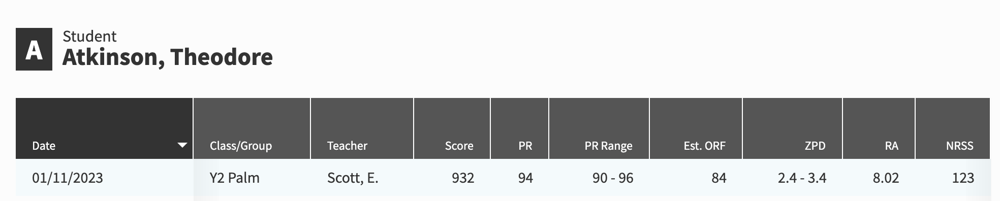 A
Student
Atkinson, Theodore
Date Class/Group Teacher Score PR PR Range Est. ORF ZPD RA NRSS
01/11/2023 Y2 Palm Scott, E. 932 94 90 - 96 84 2.4 - 3.4 8.02 123